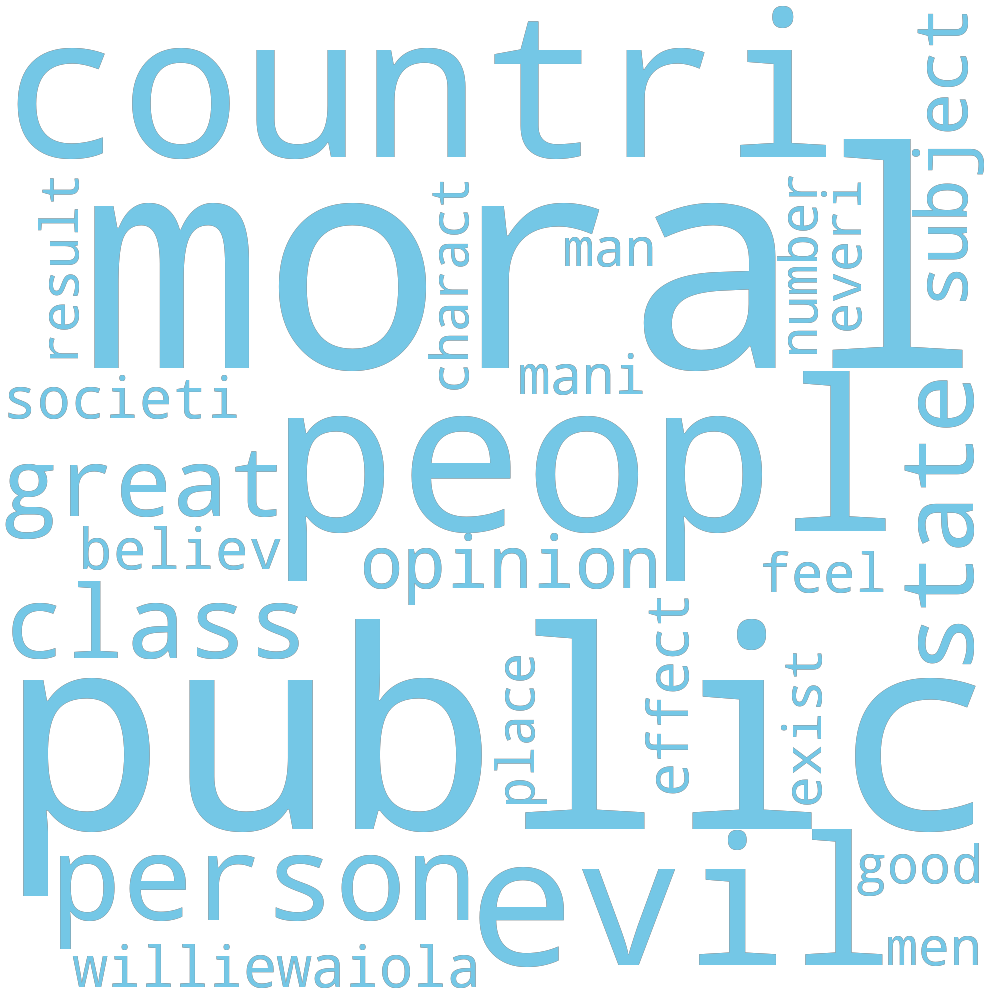 countri
subject
moral
result
charact
man
number
everi
mani
societi
peopl
state
great
believ
opinion
feel
class
public
place
effect
exist
person
evil
good
men
williewaiola